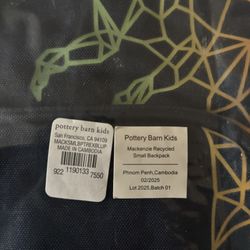 pottery barn kids
San Francisco, CA 94109
MACKSMLBPTREXBLUP
MADE IN CAMBODIA
922 1190133 7550
Pottery Barn Kids
Mackenzie Recycled
Small Backpack
Phnom Penh,Cambodia
02/2025
Lot 2025,Batch 01